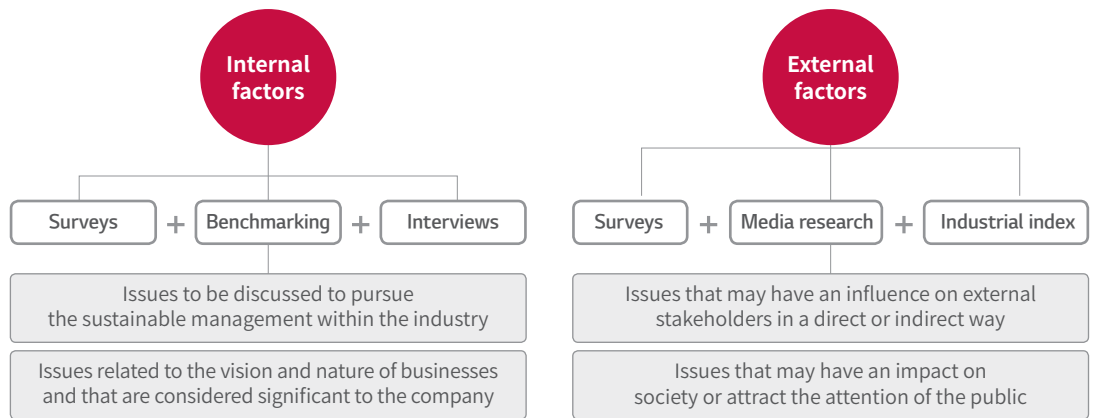 Internal
factors
Surveys + Benchmarking + Interviews
Issues to be discussed to pursue
the sustainable management within the industry
Issues related to the vision and nature of businesses
and that are considered significant to the company
External
factors
Surveys + Media research + Industrial index
Issues that may have an influence on external
stakeholders in a direct or indirect way
Issues that may have an impact on
society or attract the attention of the public